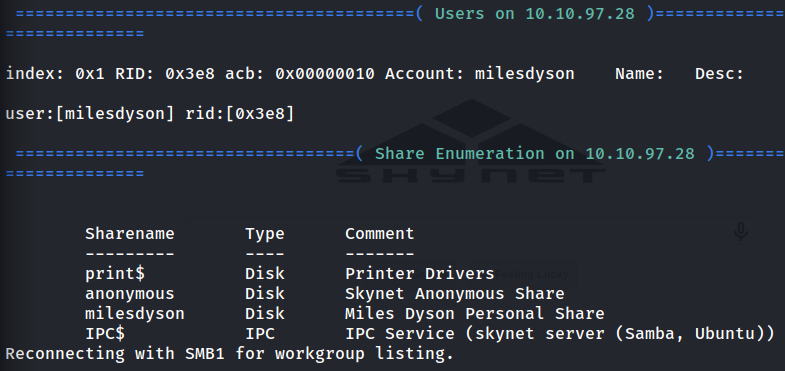 =======================================( Users on 10.10.97.28 )=============
==============
index: 0x1 RID: 0x3e8 acb: 0x00000010 Account: milesdyson    Name:   Desc:
user:[milesdyson] rid:[0x3e8]
==================================( Share Enumeration on 10.10.97.28 )=======
==============
SKYNET
Sharename       Type      Comment
---------       ----      -------
print$          Disk      Printer Drivers
anonymous       Disk      Skynet Anonymous Share
milesdyson      Disk      Miles Dyson Personal Share
IPC$            IPC       IPC Service (skynet server (Samba, Ubuntu))
Reconnecting with SMB1 for workgroup listing.